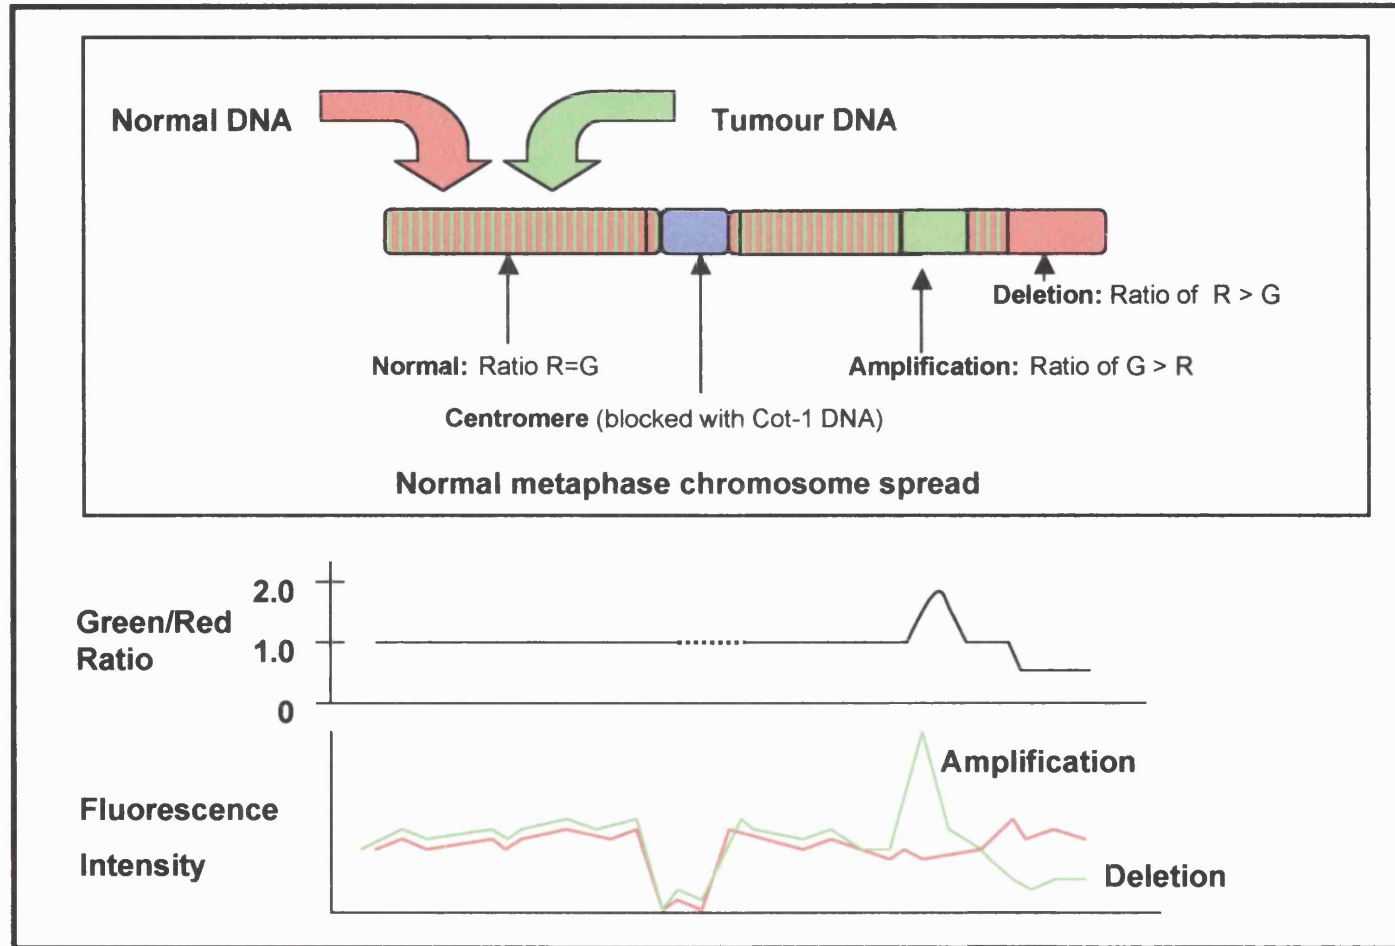 Normal DNA
Tumour DNA
Deletion: Ratio of R > G
Normal: Ratio R=G
Amplification: Ratio of G > R
Centromere (blocked with Cot-1 DNA)
Normal metaphase chromosome spread
2.0
Green/Red
Ratio
1.0
0
Amplification
Fluorescence
Intensity
Deletion